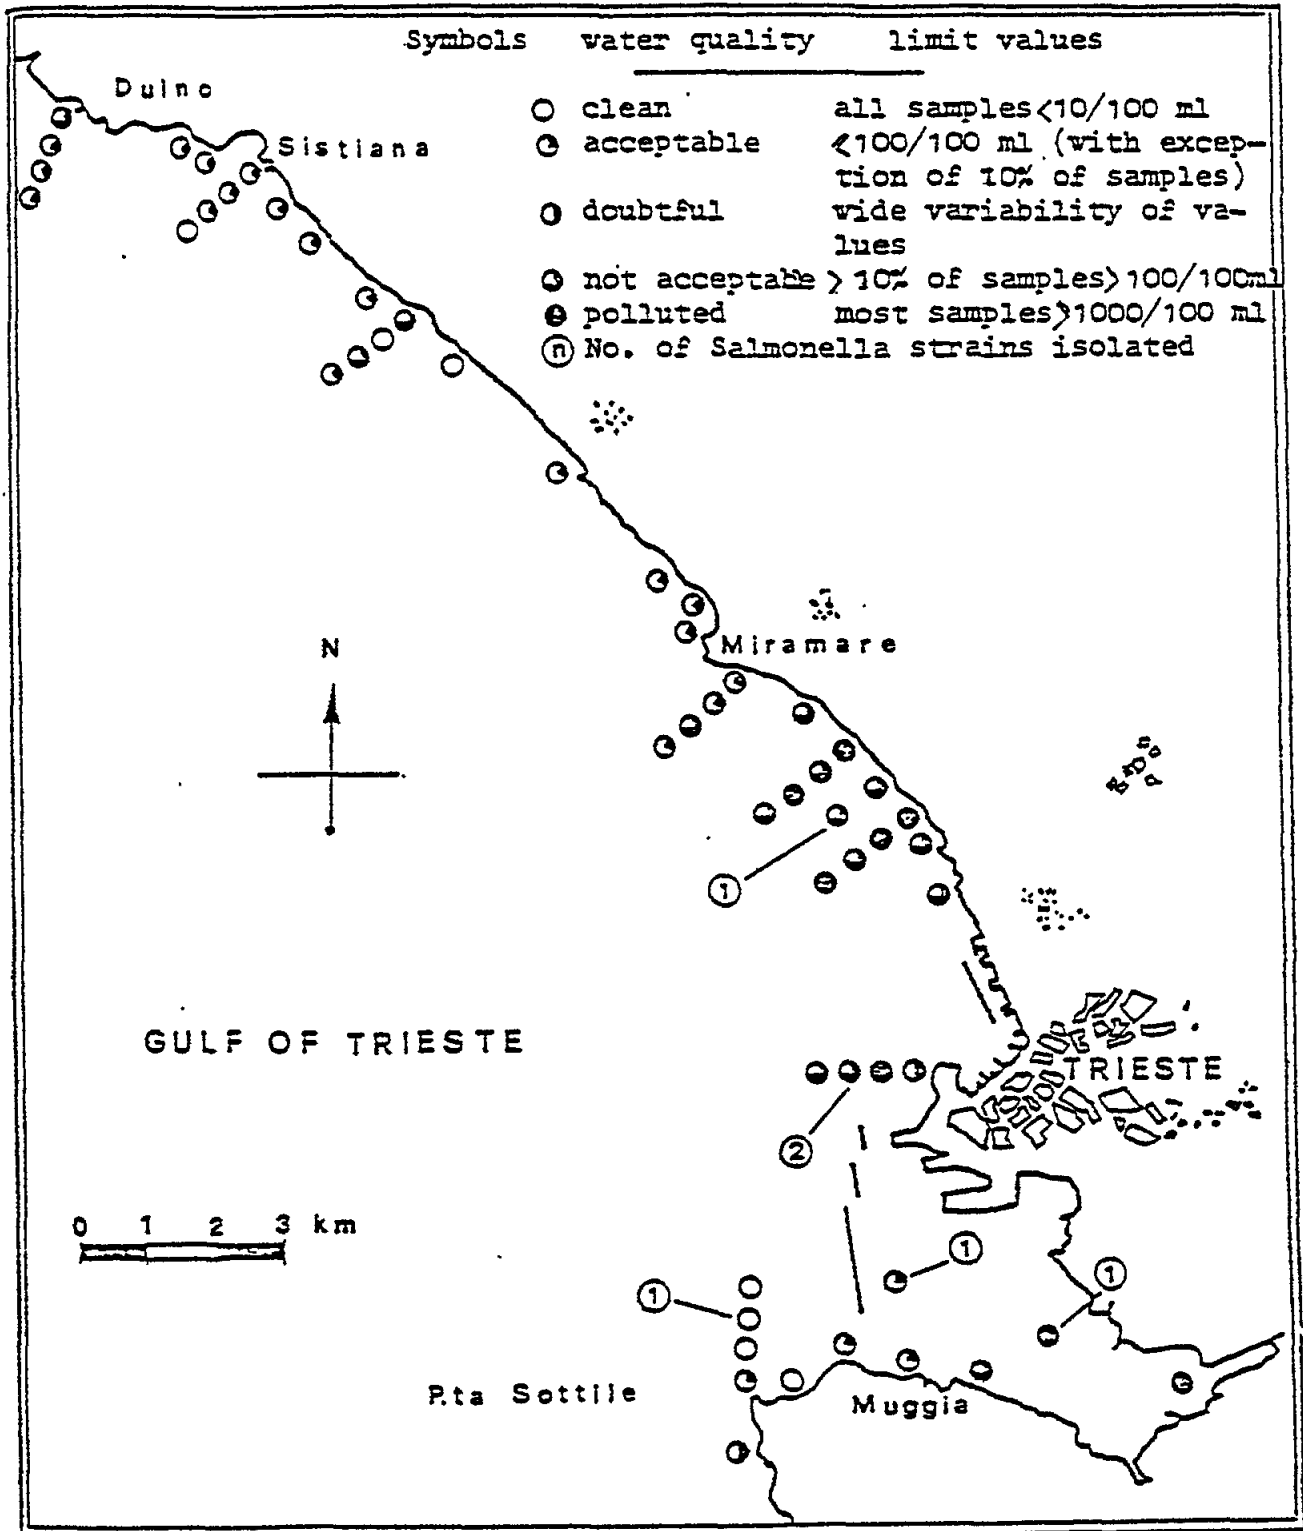 Symbols water quality limit values
clean all samples<10/100 ml
acceptable <100/100 ml (with excep-
tion of 10% of samples)
doubtful wide variability of va-
lues
not acceptable >10% of samples>100/100ml
polluted most samples>1000/100 ml
n No. of Salmonella strains isolated
Duino
Sistiana
Miramare
N
1
GULF OF TRIESTE
TRIESTE
2
0 1 2 3 km
1
1
1
P.ta Sottile
Muggia